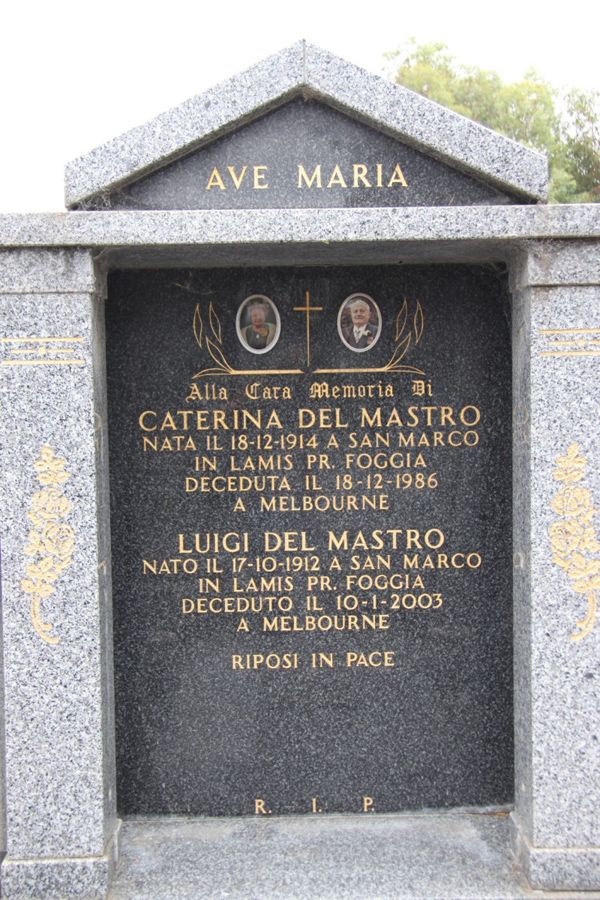 AVE MARIA
Alla Cara Memoria Di
CATERINA DEL MASTRO
NATA IL 18-12-1914 A SAN MARCO
IN LAMIS PR. FOGGIA
DECEDUTA IL 18-12-1986
A MELBOURNE
LUIGI DEL MASTRO
NATO IL 17-10-1912 A SAN MARCO
IN LAMIS PR. FOGGIA
DECEDUTO IL 10-1-2003
A MELBOURNE
RIPOSI IN PACE
R. I. P.